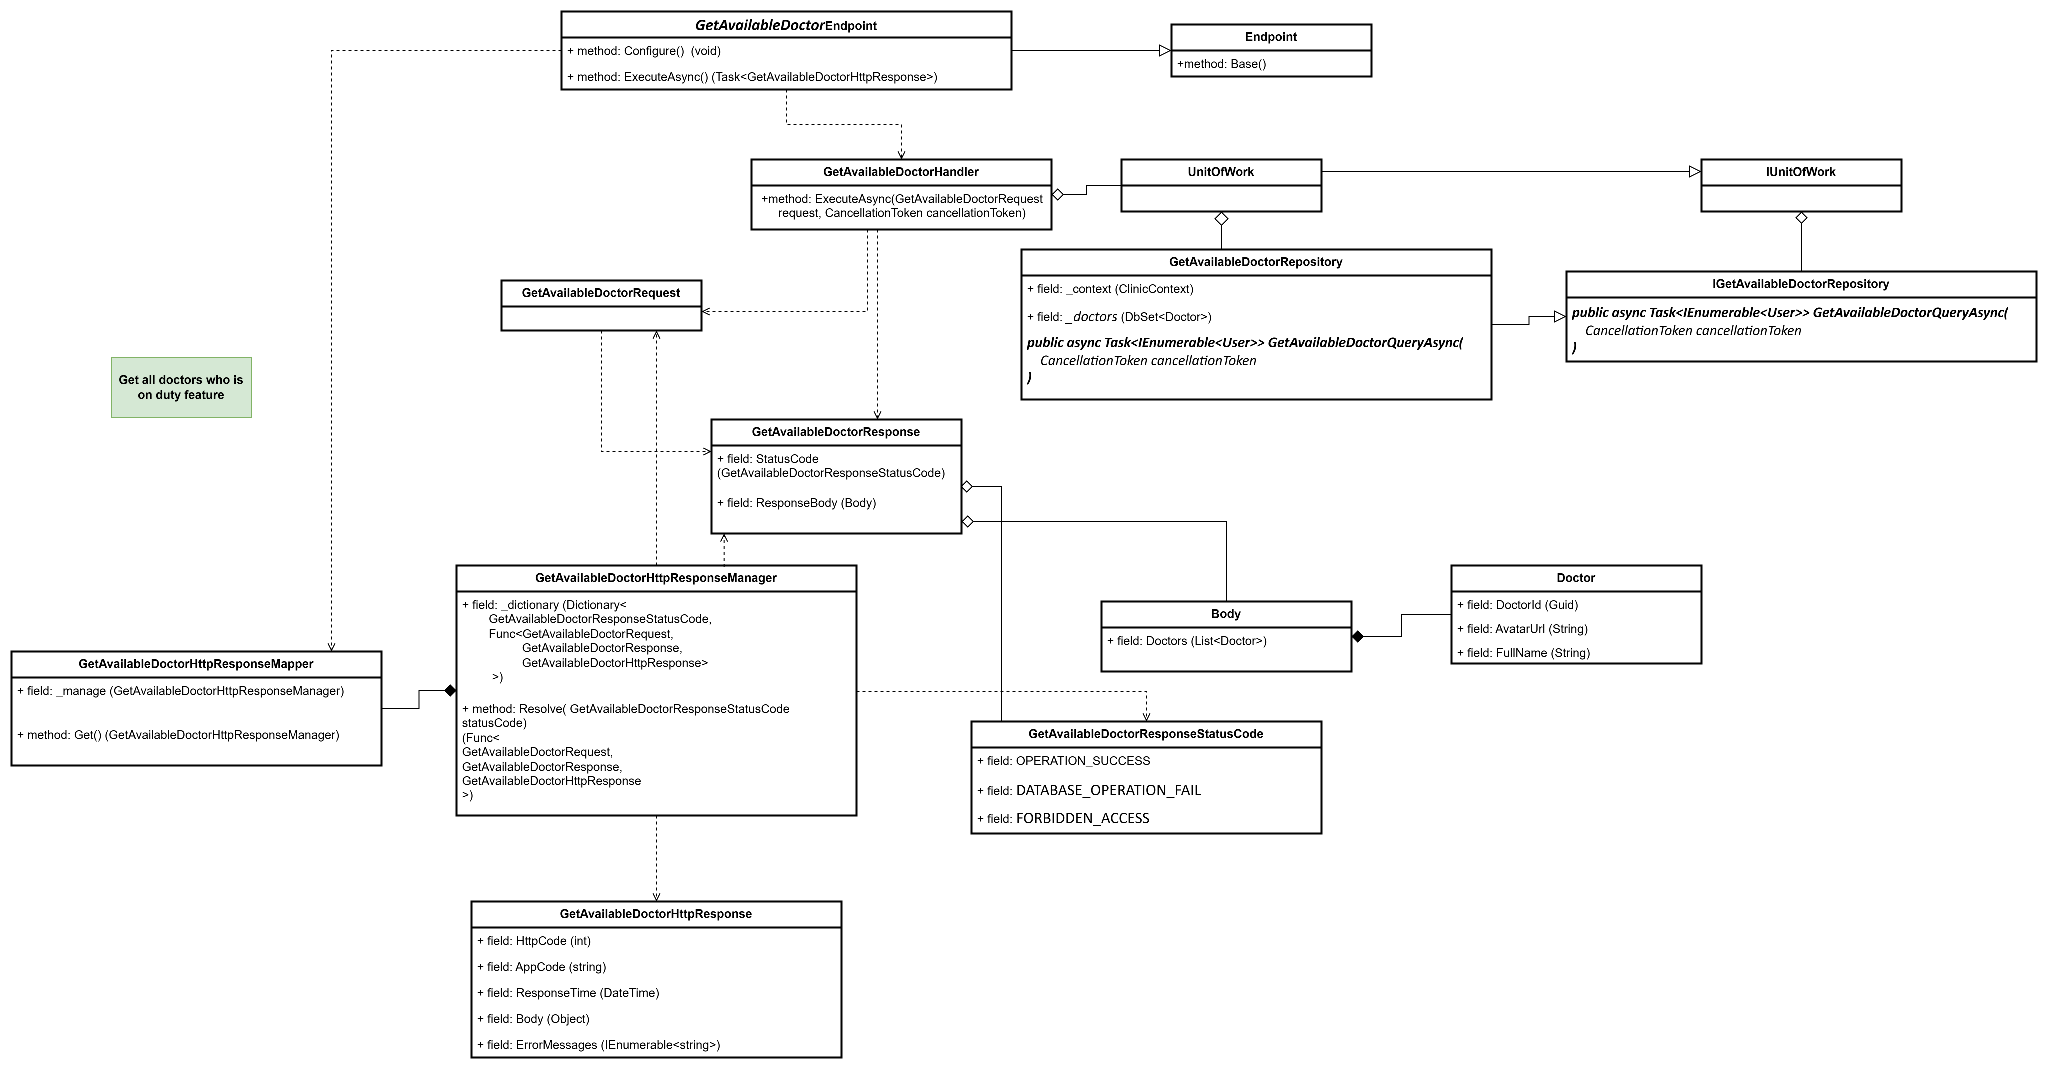 GetAvailableDoctorEndpoint
+ method: Configure()  (void)
+ method: ExecuteAsync() (Task<GetAvailableDoctorHttpResponse>)
Endpoint
+method: Base()
GetAvailableDoctorHandler
+method: ExecuteAsync(GetAvailableDoctorRequest
request, CancellationToken cancellationToken)
UnitOfWork
IUnitOfWork
GetAvailableDoctorRepository
+ field: _context (ClinicContext)
+ field: _doctors (DbSet<Doctor>)
public async Task<IEnumerable<User>> GetAvailableDoctorQueryAsync(
CancellationToken cancellationToken
)
IGetAvailableDoctorRepository
public async Task<IEnumerable<User>> GetAvailableDoctorQueryAsync(
CancellationToken cancellationToken
)
GetAvailableDoctorRequest
Get all doctors who is
on duty feature
GetAvailableDoctorResponse
+ field: StatusCode
(GetAvailableDoctorResponseStatusCode)
+ field: ResponseBody (Body)
GetAvailableDoctorHttpResponseManager
+ field: _dictionary (Dictionary<
GetAvailableDoctorResponseStatusCode,
Func<GetAvailableDoctorRequest,
GetAvailableDoctorResponse,
GetAvailableDoctorHttpResponse>
>)
+ method: Resolve( GetAvailableDoctorResponseStatusCode
statusCode)
(Func<
GetAvailableDoctorRequest,
GetAvailableDoctorResponse,
GetAvailableDoctorHttpResponse
>)
Body
+ field: Doctors (List<Doctor>)
Doctor
+ field: DoctorId (Guid)
+ field: AvatarUrl (String)
+ field: FullName (String)
GetAvailableDoctorHttpResponseMapper
+ field: _manage (GetAvailableDoctorHttpResponseManager)
+ method: Get() (GetAvailableDoctorHttpResponseManager)
GetAvailableDoctorResponseStatusCode
+ field: OPERATION_SUCCESS
+ field: DATABASE_OPERATION_FAIL
+ field: FORBIDDEN_ACCESS
GetAvailableDoctorHttpResponse
+ field: HttpCode (int)
+ field: AppCode (string)
+ field: ResponseTime (DateTime)
+ field: Body (Object)
+ field: ErrorMessages (IEnumerable<string>)